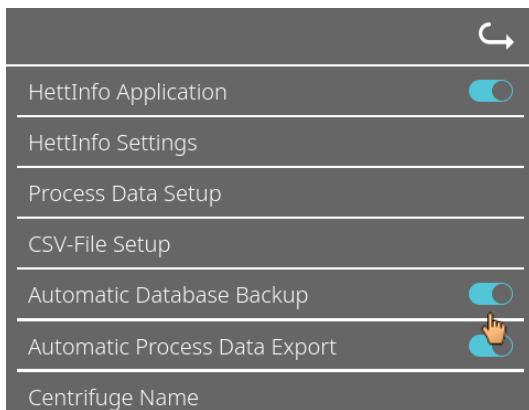 HettInfo Application
HettInfo Settings
Process Data Setup
CSV-File Setup
Automatic Database Backup
Automatic Process Data Export
Centrifuge Name